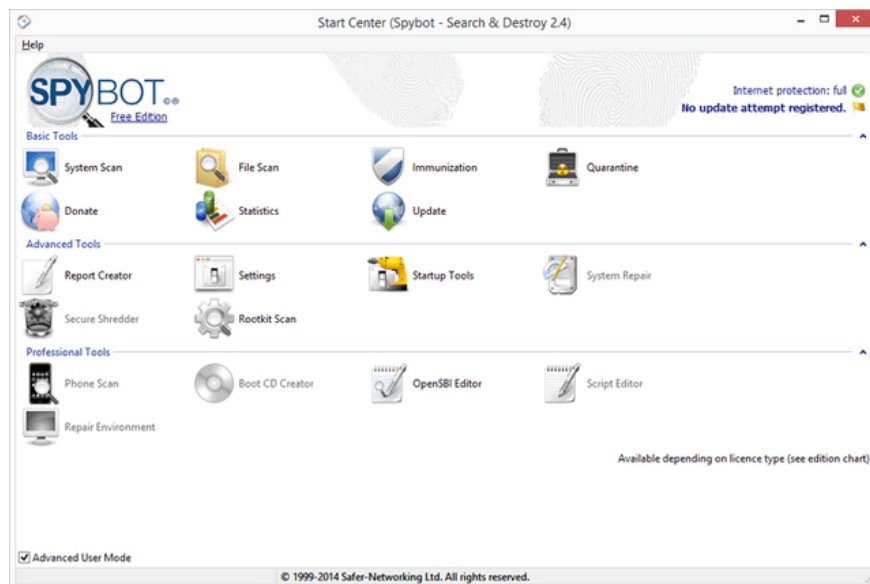 Start Center (Spybot - Search & Destroy 2.4)
Help
SPYBOT
Free Edition
Internet protection: full
No update attempt registered.
Basic Tools
System Scan File Scan Immunization Quarantine
Donate Statistics Update
Advanced Tools
Report Creator Settings Startup Tools System Repair
Secure Shredder Rootkit Scan
Professional Tools
Phone Scan Boot CD Creator OpenSBI Editor Script Editor
Repair Environment
Available depending on licence type (see edition chart)
Advanced User Mode
© 1999-2014 Safer-Networking Ltd. All rights reserved.